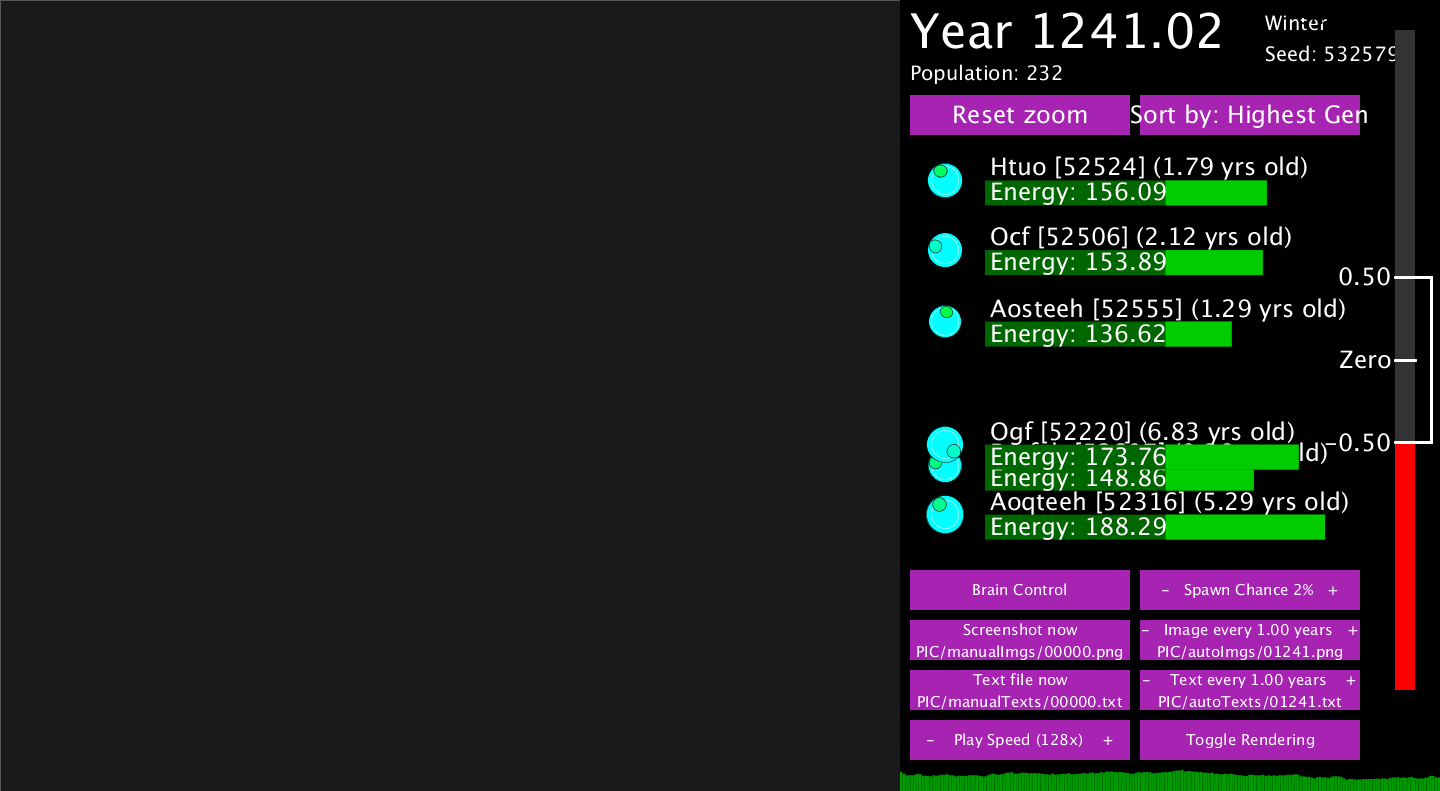 Year 1241.02
Winter
Seed: 532579
Population: 232
Reset zoom
Sort by: Highest Gen
Htuo [52524] (1.79 yrs old)
Energy: 156.09
Ocf [52506] (2.12 yrs old)
Energy: 153.89
0.50
Aosteeh [52555] (1.29 yrs old)
Energy: 136.62
Zero
Ogf [52220] (6.83 yrs old)
-0.50
Energy: 173.76
Energy: 148.86
Aoqteeh [52316] (5.29 yrs old)
Energy: 188.29
Brain Control
- Spawn Chance 2% +
Screenshot now
PIC/manualImgs/00000.png
- Image every 1.00 years +
PIC/autoImgs/01241.png
Text file now
PIC/manualTexts/00000.txt
- Text every 1.00 years +
PIC/autoTexts/01241.txt
- Play Speed (128x) +
Toggle Rendering